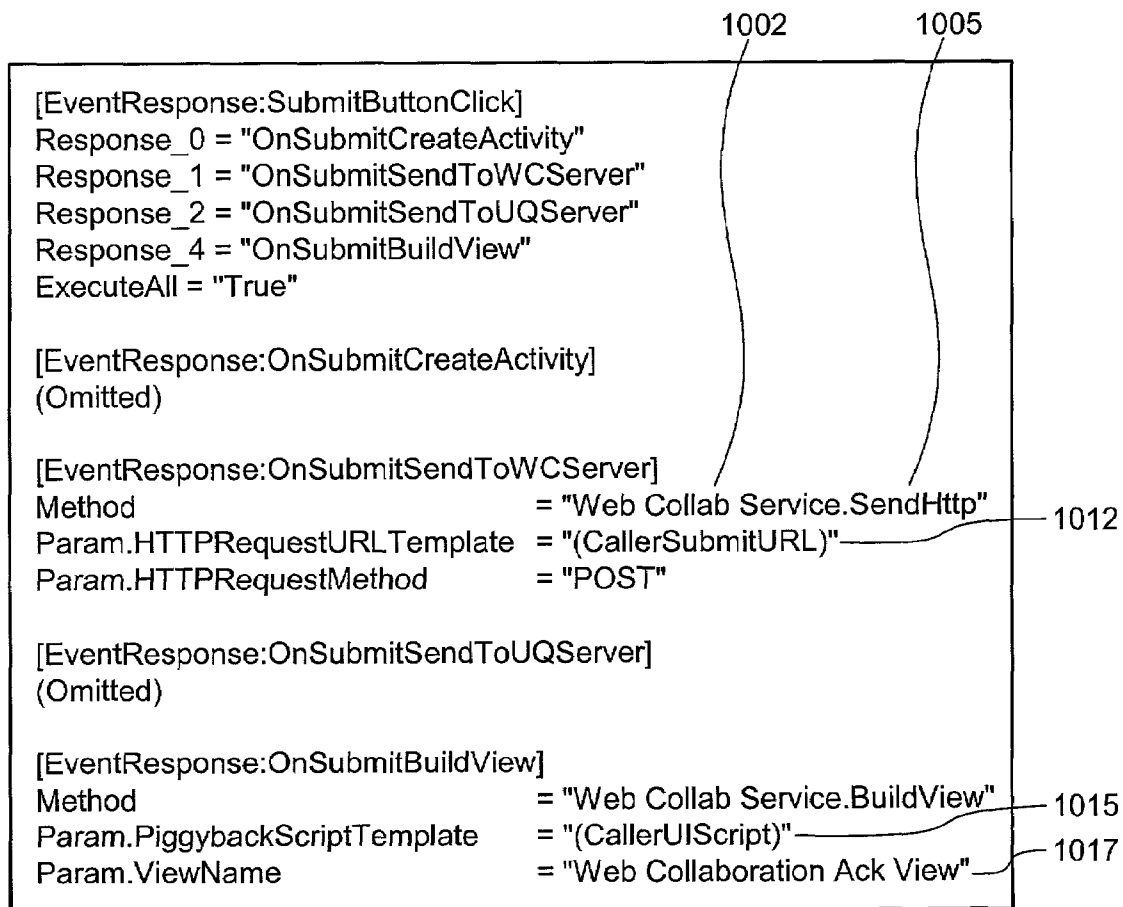 1002 1005
[EventResponse:SubmitButtonClick]
Response_0 = "OnSubmitCreateActivity"
Response_1 = "OnSubmitSendToWCServer"
Response_2 = "OnSubmitSendToUQServer"
Response_4 = "OnSubmitBuildView"
ExecuteAll = "True"
[EventResponse:OnSubmitCreateActivity]
(Omitted)
[EventResponse:OnSubmitSendToWCServer]
Method = "Web Collab Service.SendHttp"
Param.HTTPRequestURLTemplate = "(CallerSubmitURL)" 1012
Param.HTTPRequestMethod = "POST"
[EventResponse:OnSubmitSendToUQServer]
(Omitted)
[EventResponse:OnSubmitBuildView]
Method = "Web Collab Service.BuildView"
Param.PiggybackScriptTemplate = "(CallerUIScript)" 1015
Param.ViewName = "Web Collaboration Ack View" 1017